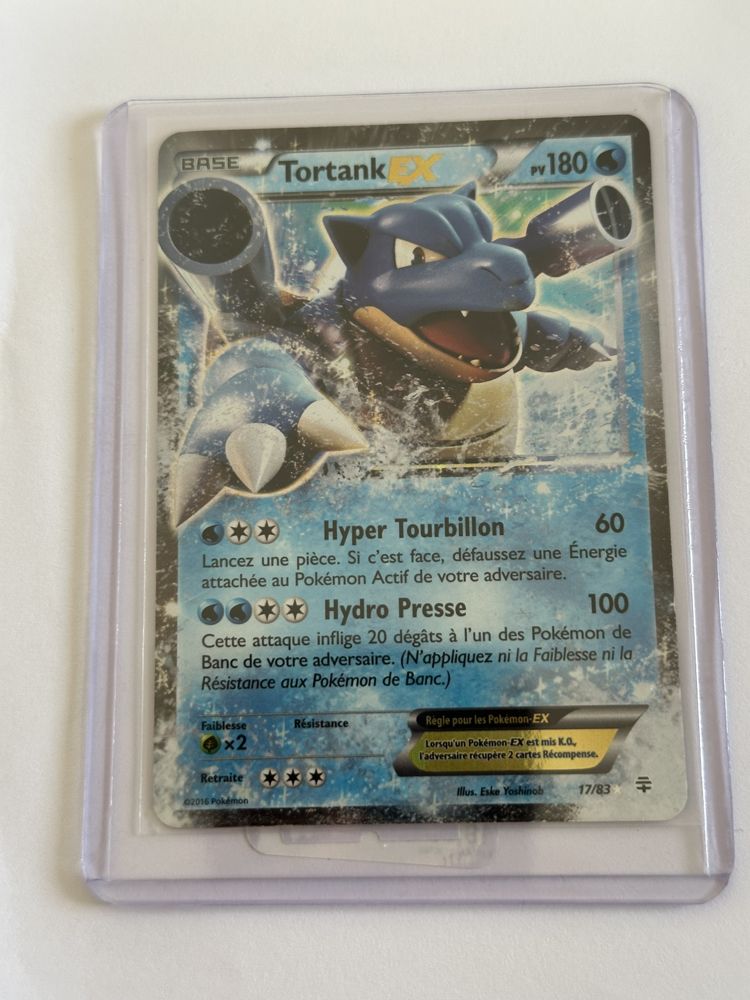 BASE
TortankEX
PV180
Hyper Tourbillon 60
Lancez une pièce. Si c'est face, défaussez une Énergie
attachée au Pokémon Actif de votre adversaire.
Hydro Presse 100
Cette attaque inflige 20 dégâts à l'un des Pokémon de
Banc de votre adversaire. (N'appliquez ni la Faiblesse ni la
Résistance aux Pokémon de Banc.)
Faiblesse Résistance
×2
Règle pour les Pokémon-EX
Lorsqu'un Pokémon-EX est mis K.O.,
l'adversaire récupère 2 cartes Récompense.
Retraite
Illus. Eske Yoshinob
17/83
©2016 Pokémon